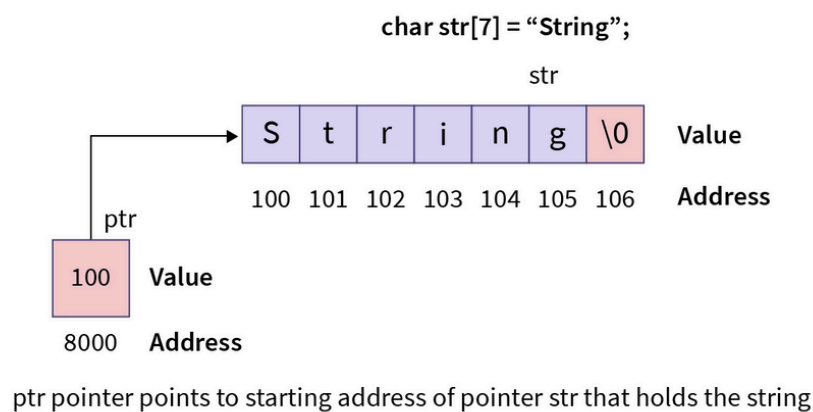 char str[7] = “String”;
str
S t r i n g \0 Value
100 101 102 103 104 105 106 Address
ptr
100 Value
8000 Address
ptr pointer points to starting address of pointer str that holds the string